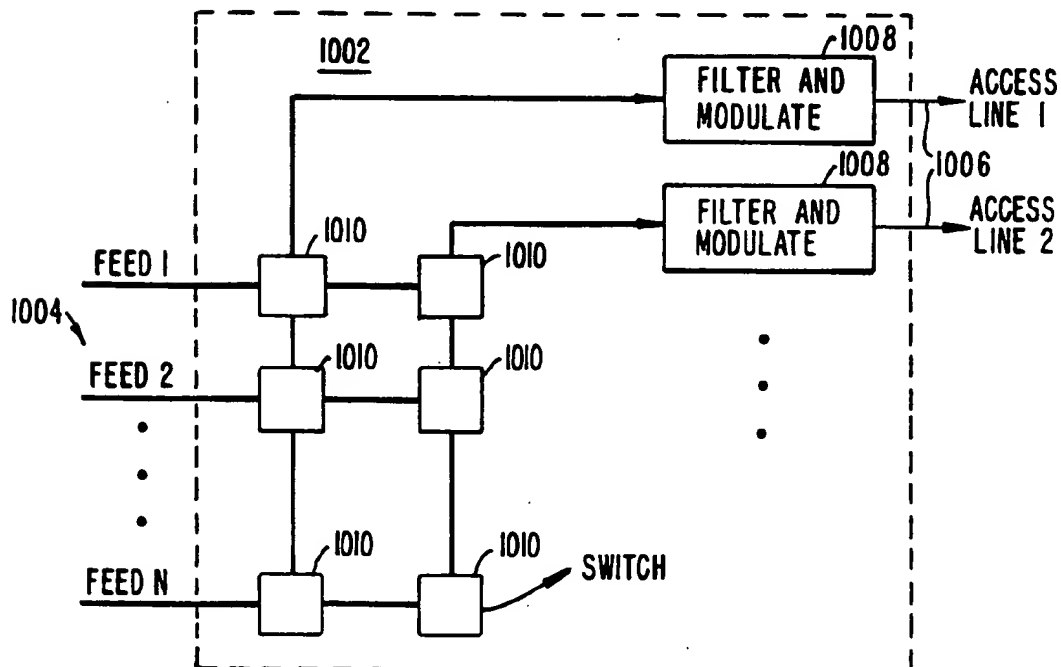 1002
1008
FILTER AND
MODULATE
ACCESS
LINE 1
1008
1006
FILTER AND
MODULATE
ACCESS
LINE 2
1010
1010
FEED 1
1004
1010
1010
FEED 2
1010
1010
SWITCH
FEED N